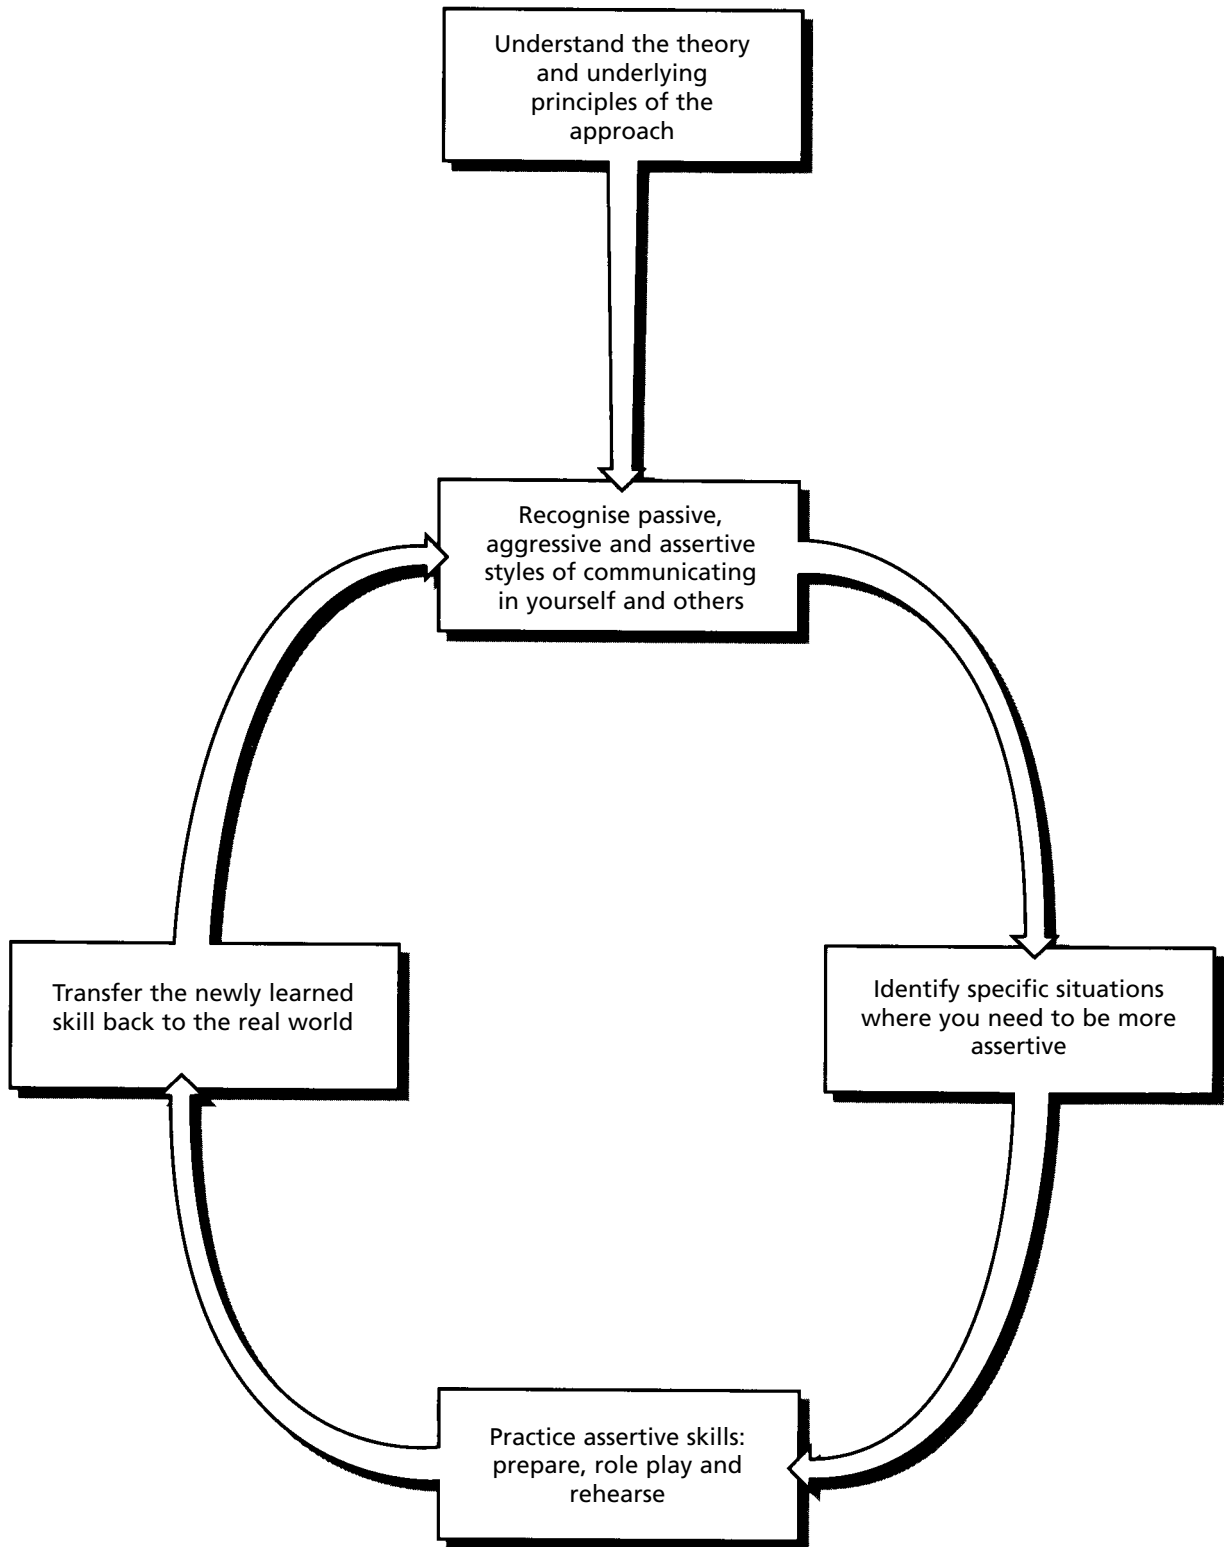 Understand the theory
and underlying
principles of the
approach
Recognise passive,
aggressive and assertive
styles of communicating
in yourself and others
Transfer the newly learned
skill back to the real world
Identify specific situations
where you need to be more
assertive
Practice assertive skills:
prepare, role play and
rehearse